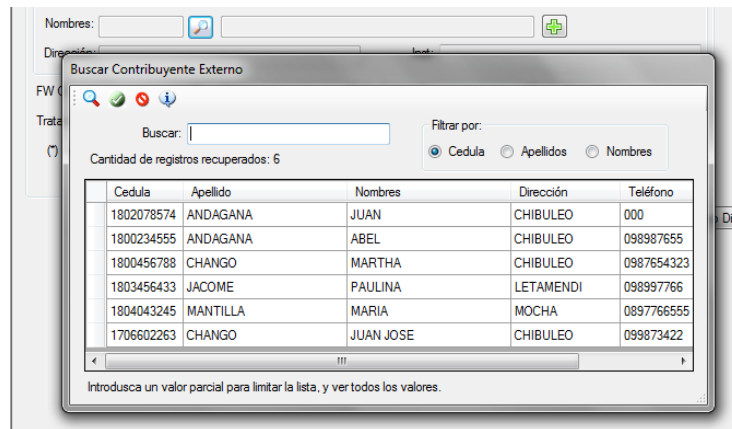 Nombres:
Buscar Contribuyente Externo
FW
Trata
(*)
Buscar:
Filtrar por:
Cedula Apellidos Nombres
Cantidad de registros recuperados: 6
Cedula Apellido Nombres Dirección Teléfono
1802078574 ANDAGANA JUAN CHIBULEO 000
1800234555 ANDAGANA ABEL CHIBULEO 098987655
1800456788 CHANGO MARTHA CHIBULEO 0987654323
1803456433 JACOME PAULINA LETAMENDI 098997766
1804043245 MANTILLA MARIA MOCHA 0897766555
1706602263 CHANGO JUAN JOSE CHIBULEO 099873422
Introdusca un valor parcial para limitar la lista, y ver todos los valores.